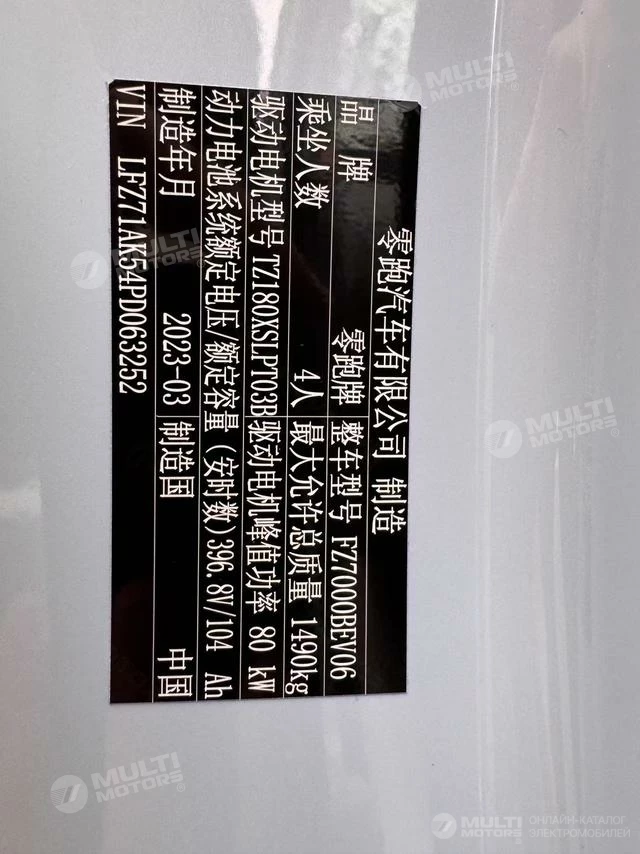 零跑汽车有限公司 制造
品牌 零跑牌 整车型号 FZ7000BEV06
乘坐人数 4人 最大允许总质量 1490kg
驱动电机型号 TZ180XSLPT03B 驱动电机峰值功率 80 kW
动力电池系统额定电压/额定容量(安时数) 396.8V/104 Ah
制造年月 2023-03 制造国 中国
VIN LFZ71AK54PD063252
MULTI MOTORS®
MULTI MOTORS
MULTI MOTORS®
MULTI MOTORS®
MULTI MOTORS® ОНЛАЙН-КАТАЛОГ ЭЛЕКТРОМОБИЛЕЙ